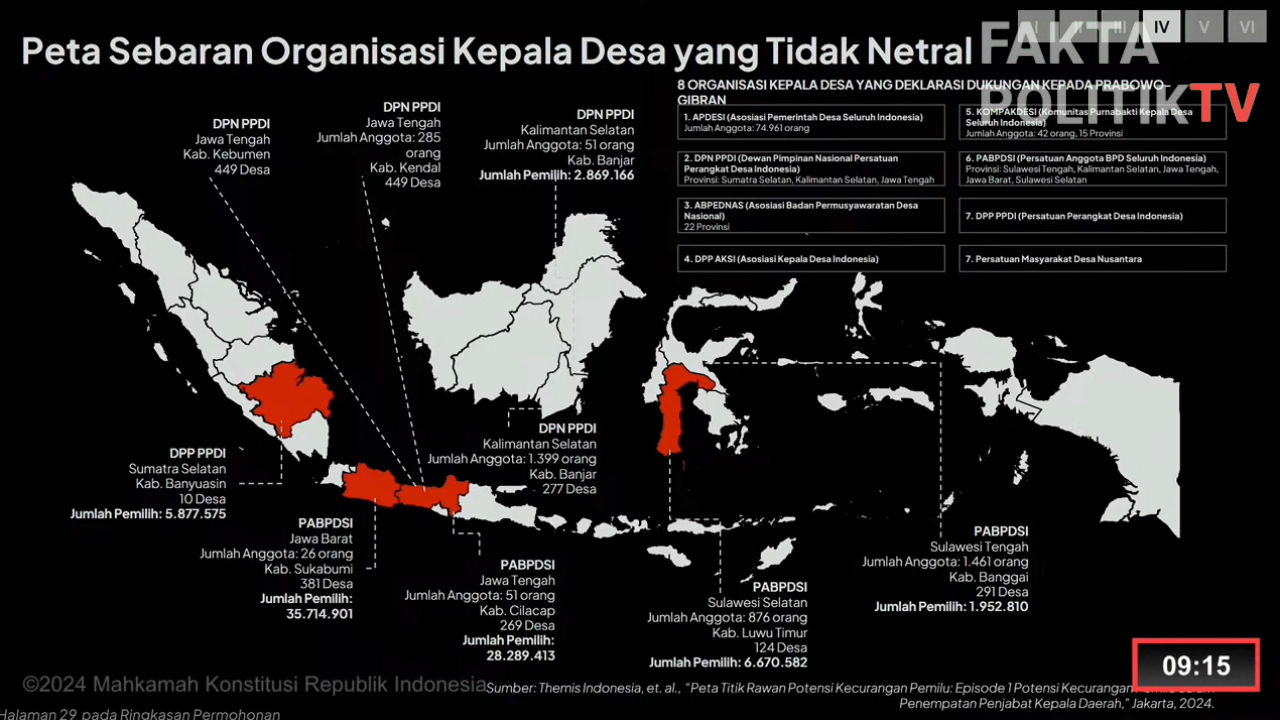 I
III
IV
V
VI
Peta Sebaran Organisasi Kepala Desa yang Tidak Netral
FAKTA
POLITIKTV
8 ORGANISASI KEPALA DESA YANG DEKLARASI DUKUNGAN KEPADA PRABOWO-
GIBRAN
1. APDESI (Asosiasi Pemerintah Desa Seluruh Indonesia)
Jumlah Anggota: 74.961 orang
2. DPN PPDI (Dewan Pimpinan Nasional Persatuan
Perangkat Desa Indonesia)
Provinsi: Sumatra Selatan, Kalimantan Selatan, Jawa Tengah
3. ABPEDNAS (Asosiasi Badan Permusyawaratan Desa
Nasional)
22 Provinsi
4. DPP AKSI (Asosiasi Kepala Desa Indonesia)
5. KOMPAKDESI (Komunitas Purnabakti Kepala Desa
Seluruh Indonesia)
Jumlah Anggota: 42 orang, 15 Provinsi
6. PABPDSI (Persatuan Anggota BPD Seluruh Indonesia)
Provinsi: Sulawesi Tengah, Kalimantan Selatan, Jawa Tengah,
Jawa Barat, Sulawesi Selatan
7. DPP PPDI (Persatuan Perangkat Desa Indonesia)
7. Persatuan Masyarakat Desa Nusantara
DPN PPDI
Jawa Tengah
Kab. Kebumen
449 Desa
DPN PPDI
Jawa Tengah
Jumlah Anggota: 285
orang
Kab. Kendal
449 Desa
DPN PPDI
Kalimantan Selatan
Jumlah Anggota: 51 orang
Kab. Banjar
Jumlah Pemilih: 2.869.166
DPP PPDI
Sumatra Selatan
Kab. Banyuasin
10 Desa
Jumlah Pemilih: 5.877.575
DPN PPDI
Kalimantan Selatan
Jumlah Anggota: 1.399 orang
Kab. Banjar
277 Desa
PABPDSI
Jawa Barat
Jumlah Anggota: 26 orang
Kab. Sukabumi
381 Desa
Jumlah Pemilih:
35.714.901
PABPDSI
Jawa Tengah
Jumlah Anggota: 51 orang
Kab. Cilacap
269 Desa
Jumlah Pemilih:
28.289.413
PABPDSI
Sulawesi Selatan
Jumlah Anggota: 876 orang
Kab. Luwu Timur
124 Desa
Jumlah Pemilih: 6.670.582
PABPDSI
Sulawesi Tengah
Jumlah Anggota: 1.461 orang
Kab. Banggai
291 Desa
Jumlah Pemilih: 1.952.810
09:15
©2024 Mahkamah Konstitusi Republik Indonesia
Sumber: Themis Indonesia, et. al., "Peta Titik Rawan Potensi Kecurangan Pemilu: Episode 1 Potensi Kecurangan
Penempatan Penjabat Kepala Daerah," Jakarta, 2024.
Halaman 29 pada Ringkasan Permohonan